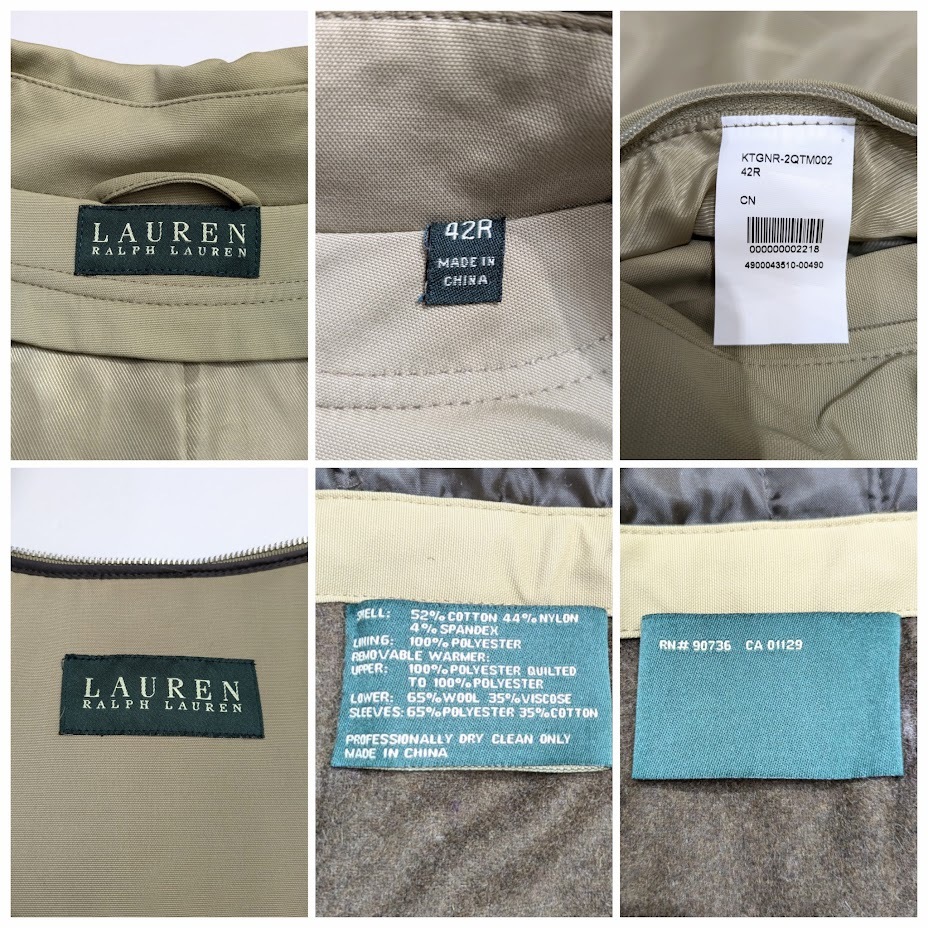 LAUREN
RALPH LAUREN
42R
MADE IN
CHINA
KTGNR-2QTM002
42R
CN
000000002218
4900043510-00490
LAUREN
RALPH LAUREN
SHELL: 52% COTTON 44% NYLON
4% SPANDEX
LINING: 100% POLYESTER
REMOVABLE WARMER:
UPPER: 100% POLYESTER QUILTED
TO 100% POLYESTER
LOWER: 65% WOOL 35% VISCOSE
SLEEVES: 65% POLYESTER 35% COTTON
PROFESSIONALLY DRY CLEAN ONLY
MADE IN CHINA
RN# 90736 CA 01129